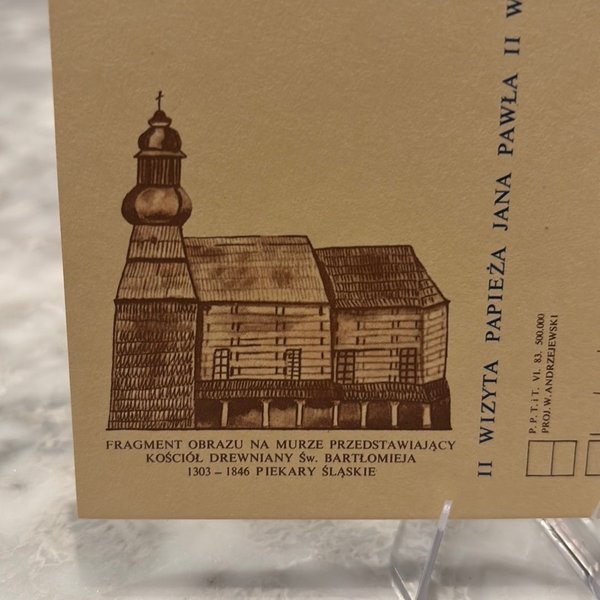 FRAGMENT OBRAZU NA MURZE PRZEDSTAWIAJĄCY
KOŚCIÓŁ DREWNIANY Św. BARTŁOMIEJA
1303 – 1846 PIEKARY ŚLĄSKIE
II WIZYTA PAPIEŻA JANA PAWŁA II W
P. P. T. i T. VI. 83. 500.000
PROJ. W. ANDRZEJEWSKI